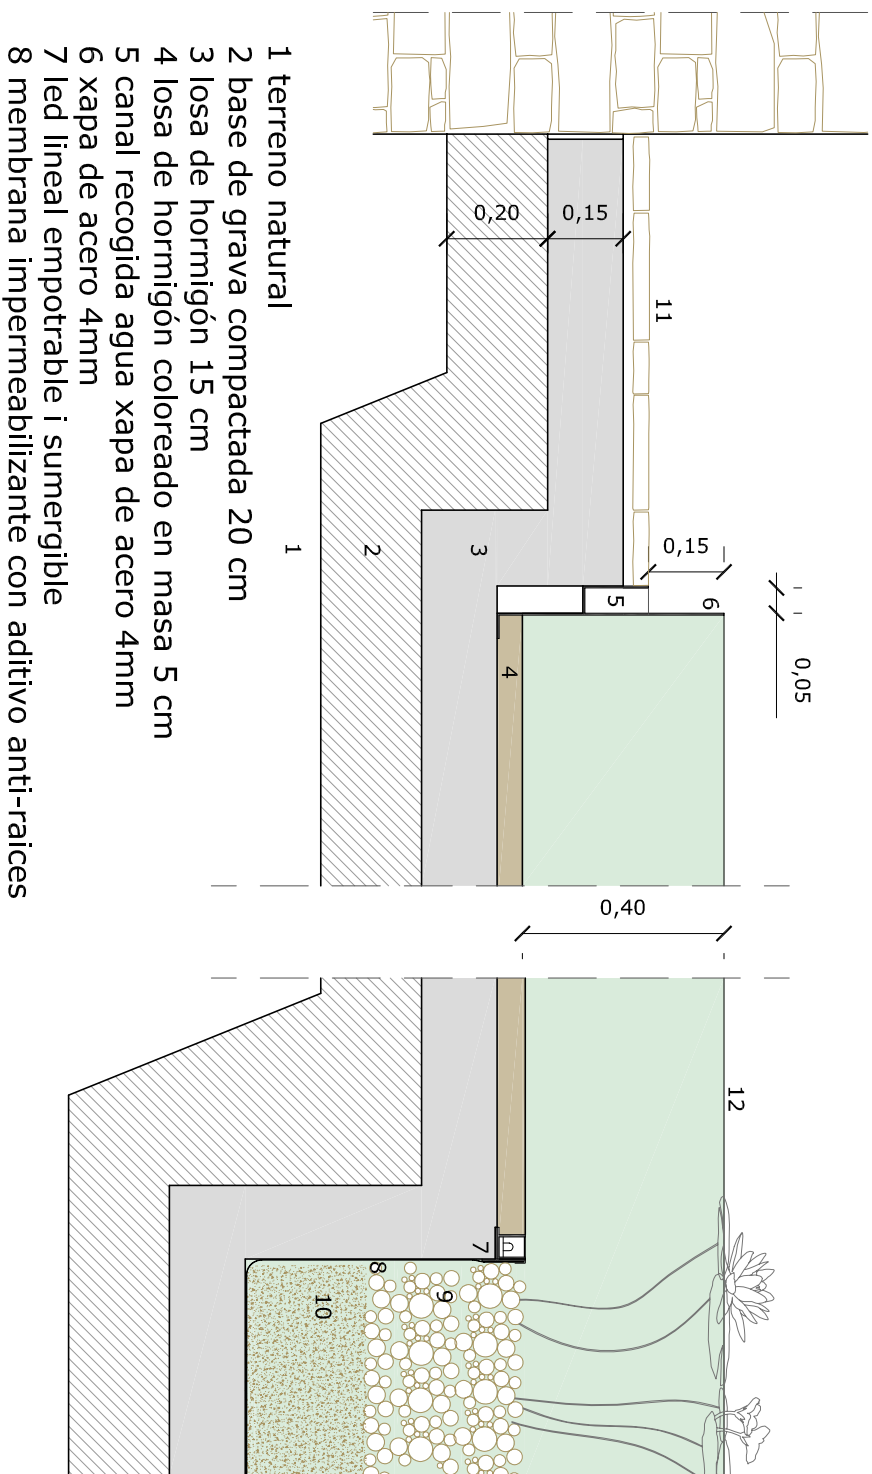 1 terreno natural
2 base de grava compactada 20 cm
3 losa de hormigón 15 cm
4 losa de hormigón coloreado en masa 5 cm
5 canal recogida agua xapa de acero 4mm
6 xapa de acero 4mm
7 led lineal empotrable i sumergible
8 membrana impermeabilizante con aditivo anti-raices
0,20
0,15
11
0,15
0,05
1
2
3
5
6
4
0,40
12
7
8
9
10